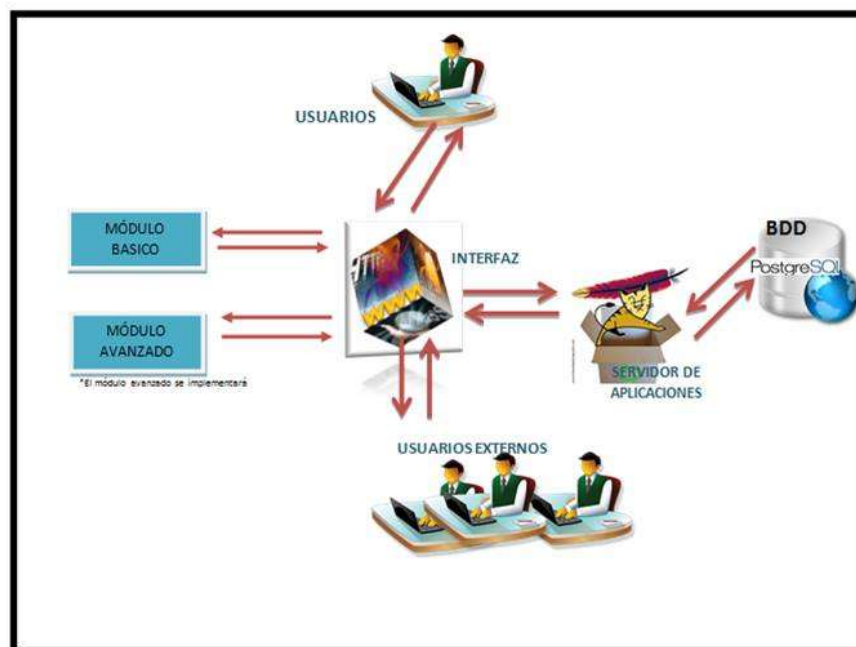 USUARIOS
MÓDULO
BASICO
INTERFAZ
BDD
PostgreSQL
MÓDULO
AVANZADO
*El módulo avanzado se implementará
SERVIDOR DE
APLICACIONES
USUARIOS EXTERNOS